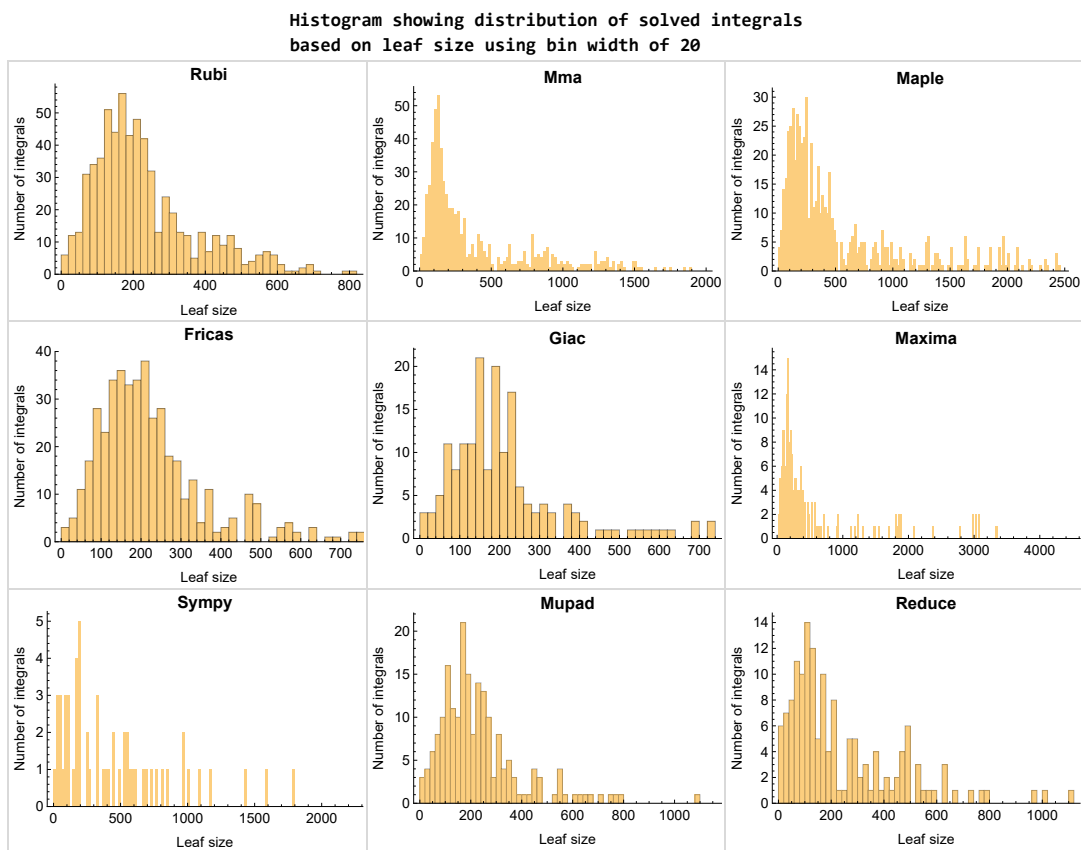 Histogram showing distribution of solved integrals
based on leaf size using bin width of 20
Rubi
Number of integrals
50
40
30
20
10
0
0 200 400 600 800
Leaf size
Mma
Number of integrals
50
40
30
20
10
0
0 500 1000 1500 2000
Leaf size
Maple
Number of integrals
30
25
20
15
10
5
0
0 500 1000 1500 2000 2500
Leaf size
Fricas
Number of integrals
40
30
20
10
0
0 100 200 300 400 500 600 700
Leaf size
Giac
Number of integrals
20
15
10
5
0
0 100 200 300 400 500 600 700
Leaf size
Maxima
Number of integrals
14
12
10
8
6
4
2
0
0 1000 2000 3000 4000
Leaf size
Sympy
Number of integrals
5
4
3
2
1
0
0 500 1000 1500 2000
Leaf size
Mupad
Number of integrals
20
15
10
5
0
0 200 400 600 800 1000
Leaf size
Reduce
Number of integrals
14
12
10
8
6
4
2
0
0 200 400 600 800 1000
Leaf size